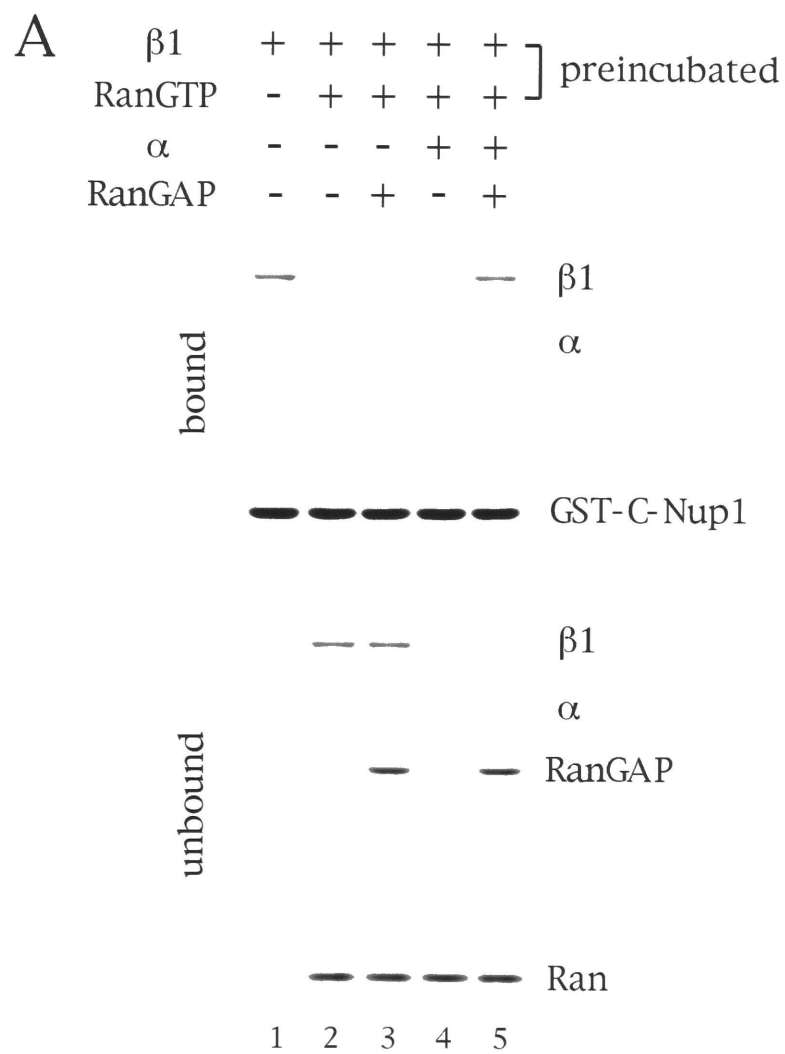 A
β1 + + + + +
preincubated
RanGTP - + + + +
α - - - + +
RanGAP - - + - +
bound
β1
α
GST-C-Nup1
unbound
β1
α
RanGAP
Ran
1 2 3 4 5